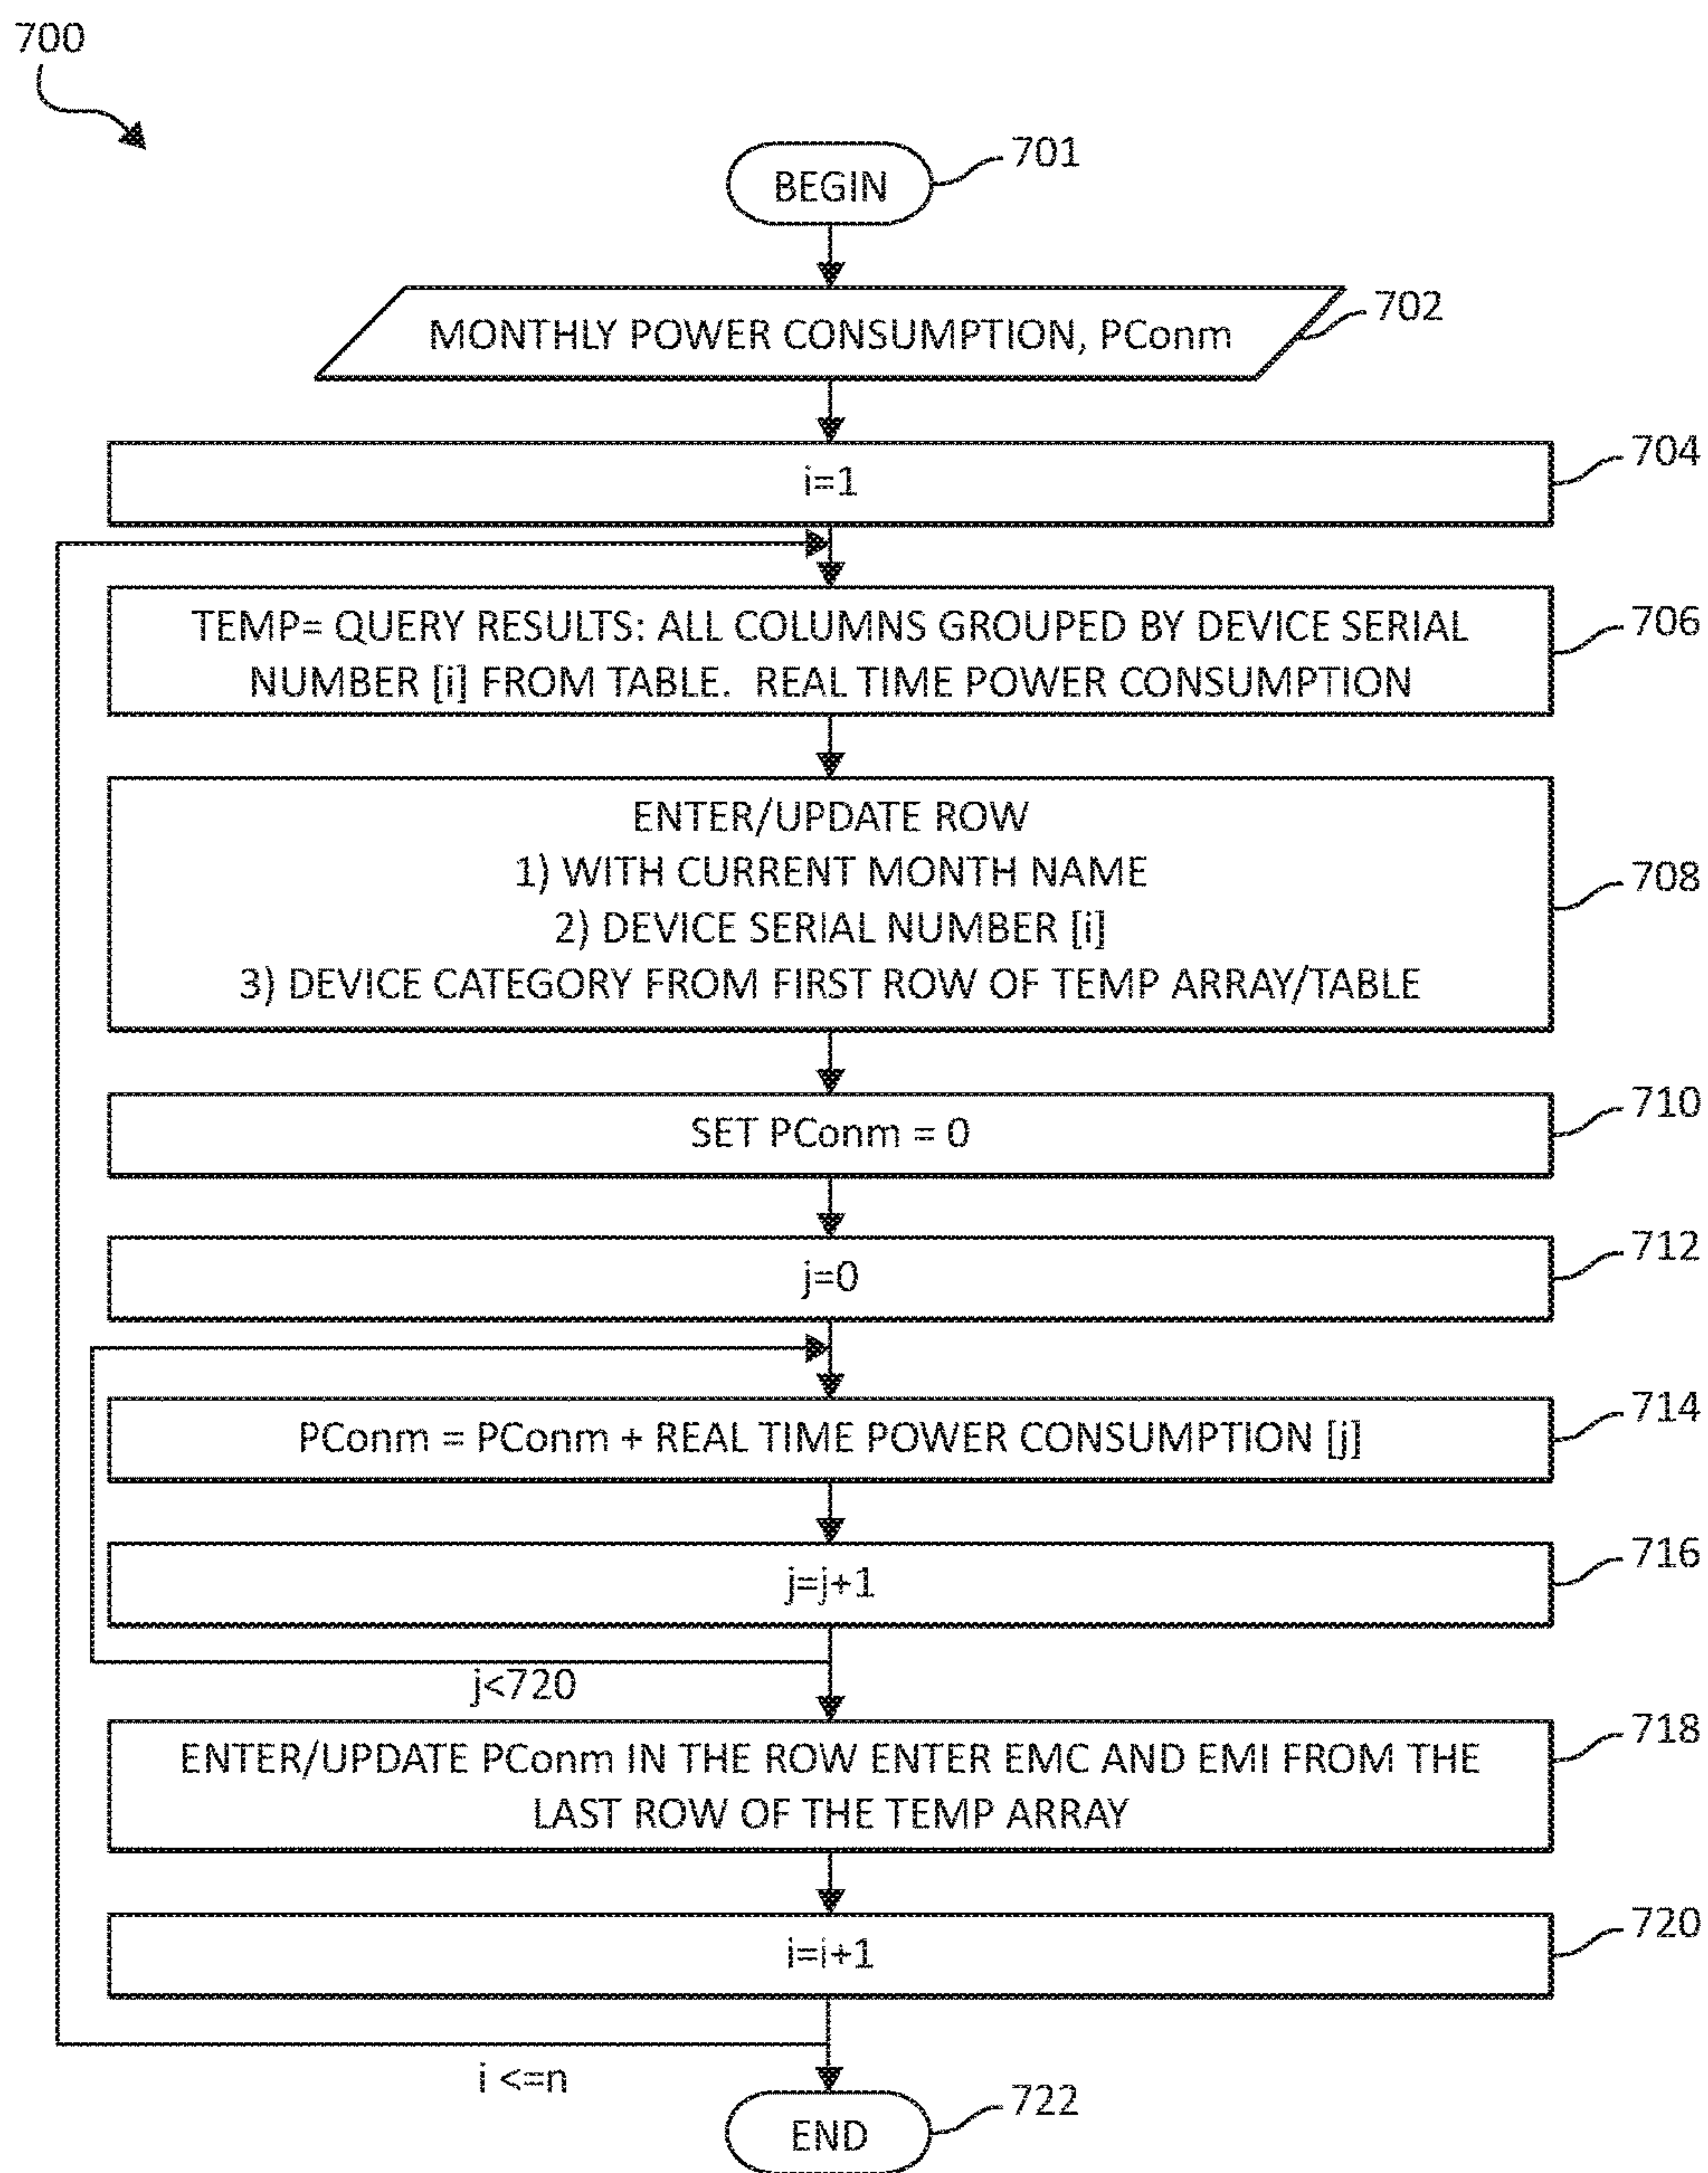 700
BEGIN
701
MONTHLY POWER CONSUMPTION, PConm
702
i=1
704
TEMP= QUERY RESULTS: ALL COLUMNS GROUPED BY DEVICE SERIAL
NUMBER [i] FROM TABLE. REAL TIME POWER CONSUMPTION
706
ENTER/UPDATE ROW
1) WITH CURRENT MONTH NAME
2) DEVICE SERIAL NUMBER [i]
3) DEVICE CATEGORY FROM FIRST ROW OF TEMP ARRAY/TABLE
708
SET PConm = 0
710
j=0
712
PConm = PConm + REAL TIME POWER CONSUMPTION [j]
714
j=j+1
716
j<720
ENTER/UPDATE PConm IN THE ROW ENTER EMC AND EMI FROM THE
LAST ROW OF THE TEMP ARRAY
718
i=i+1
720
i <=n
END
722